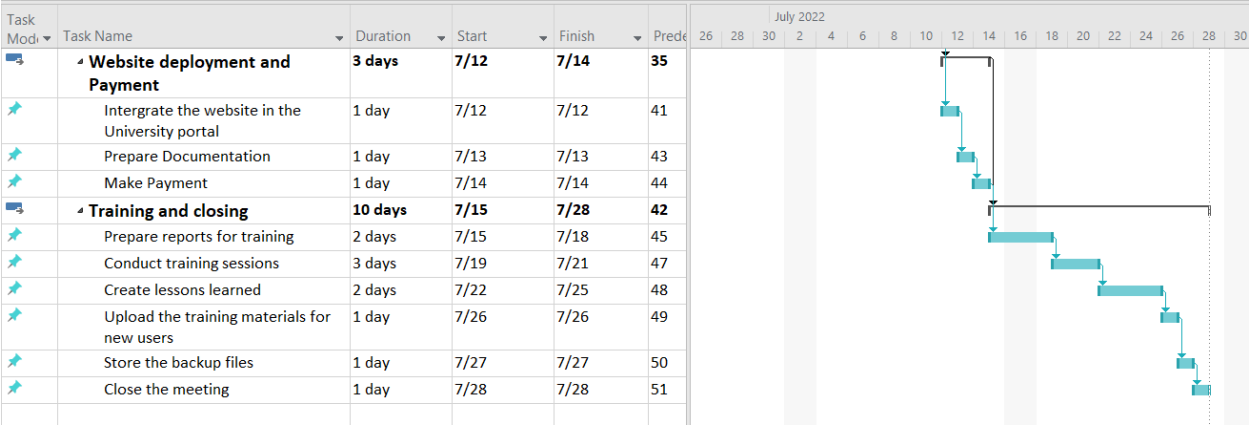 July 2022
Task
Mode Task Name Duration Start Finish Prede 26 28 30 2 4 6 8 10 12 14 16 18 20 22 24 26 28 30
Website deployment and 3 days 7/12 7/14 35
Payment
Intergrate the website in the 1 day 7/12 7/12 41
University portal
Prepare Documentation 1 day 7/13 7/13 43
Make Payment 1 day 7/14 7/14 44
Training and closing 10 days 7/15 7/28 42
Prepare reports for training 2 days 7/15 7/18 45
Conduct training sessions 3 days 7/19 7/21 47
Create lessons learned 2 days 7/22 7/25 48
Upload the training materials for 1 day 7/26 7/26 49
new users
Store the backup files 1 day 7/27 7/27 50
Close the meeting 1 day 7/28 7/28 51